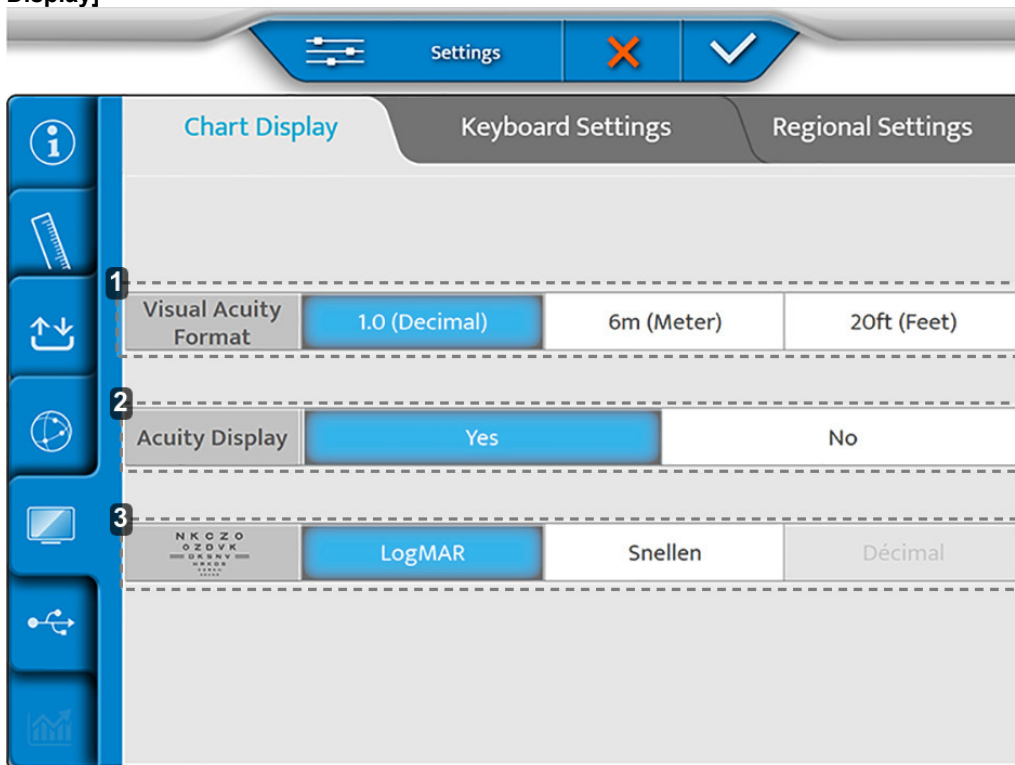 Display]
Settings
Chart Display
Keyboard Settings
Regional Settings
1
Visual Acuity
Format
1.0 (Decimal)
6m (Meter)
20ft (Feet)
2
Acuity Display
Yes
No
3
N K C Z O
O Z D V K
D K S N V
H R K D S
LogMAR
Snellen
Décimal